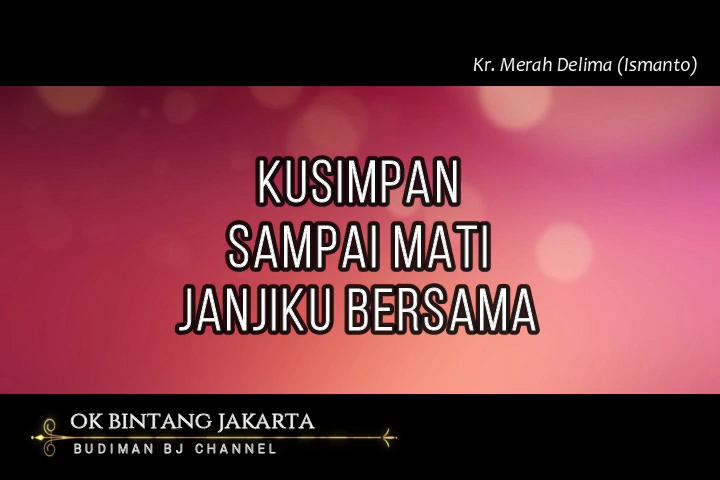 Kr. Merah Delima (Ismanto)
KUSIMPAN
SAMPAI MATI
JANJIKU BERSAMA
OK BINTANG JAKARTA
BUDIMAN BJ CHANNEL